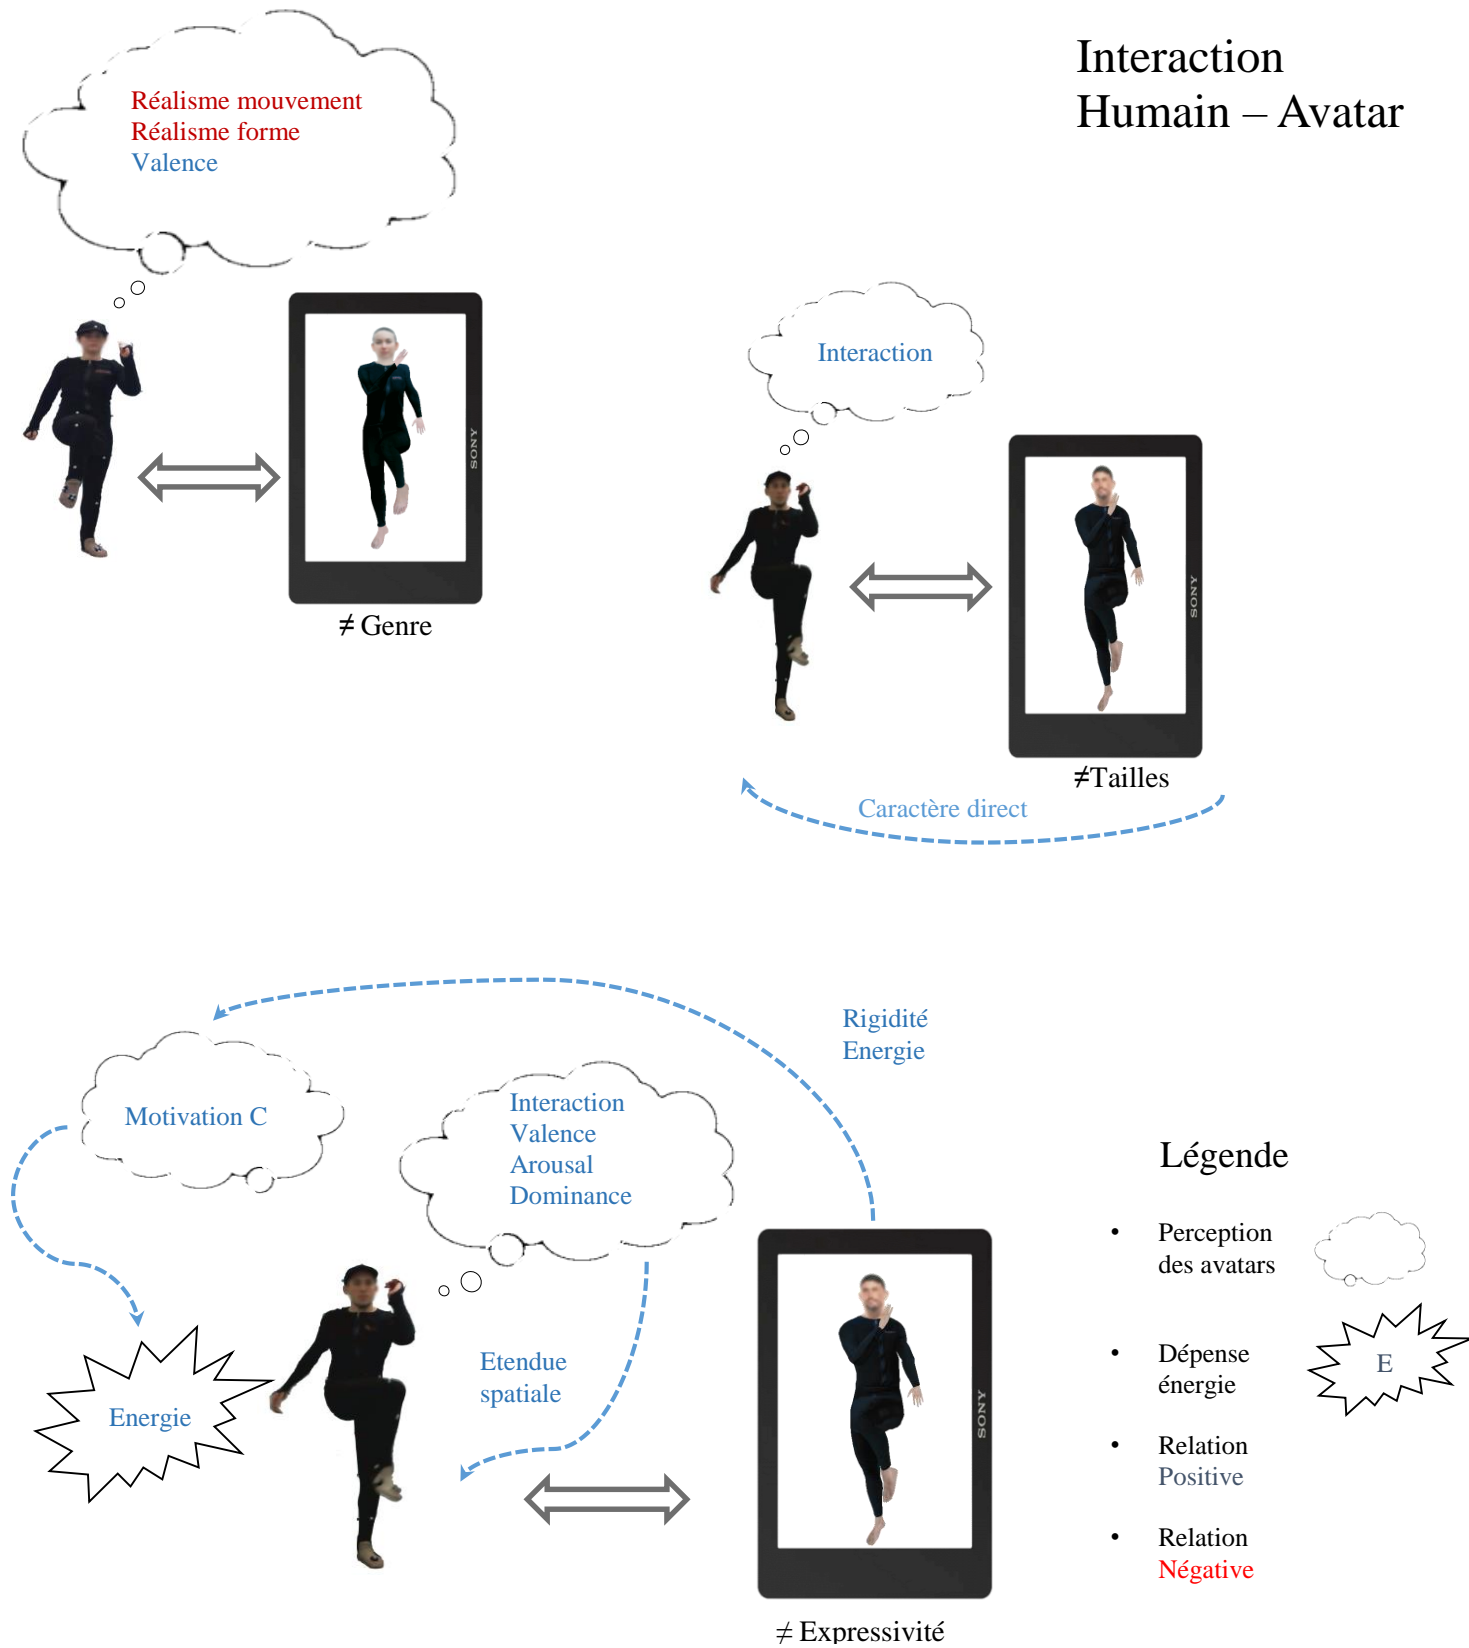 Interaction
Humain – Avatar
Réalisme mouvement
Réalisme forme
Valence
SONY
≠ Genre
Interaction
SONY
≠Tailles
Caractère direct
Rigidité
Energie
Motivation C
Interaction
Valence
Arousal
Dominance
Energie
Etendue
spatiale
SONY
≠ Expressivité
Légende
• Perception
des avatars
• Dépense
énergie
E
• Relation
Positive
• Relation
Négative